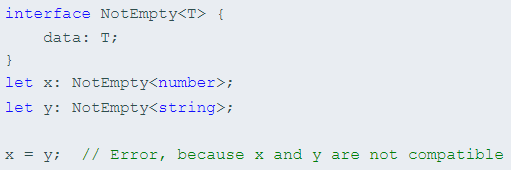 interface NotEmpty<T> {
    data: T;
}
let x: NotEmpty<number>;
let y: NotEmpty<string>;

x = y;  // Error, because x and y are not compatible